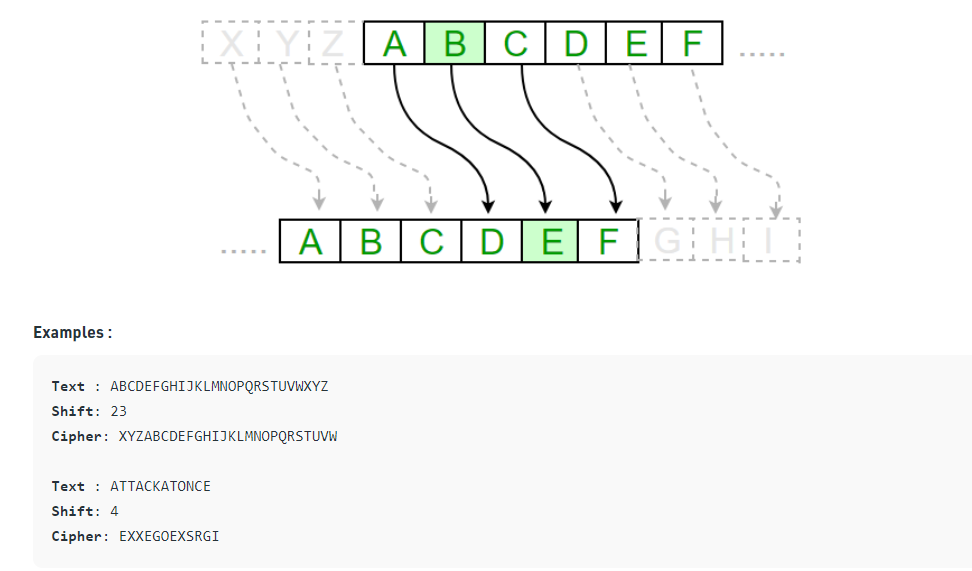 X Y Z A B C D E F .....
..... A B C D E F G H I
Examples :
Text : ABCDEFGHIJKLMNOPQRSTUVWXYZ
Shift: 23
Cipher: XYZABCDEFGHIJKLMNOPQRSTUVW
Text : ATTACKATONCE
Shift: 4
Cipher: EXXEGOEXSRGI